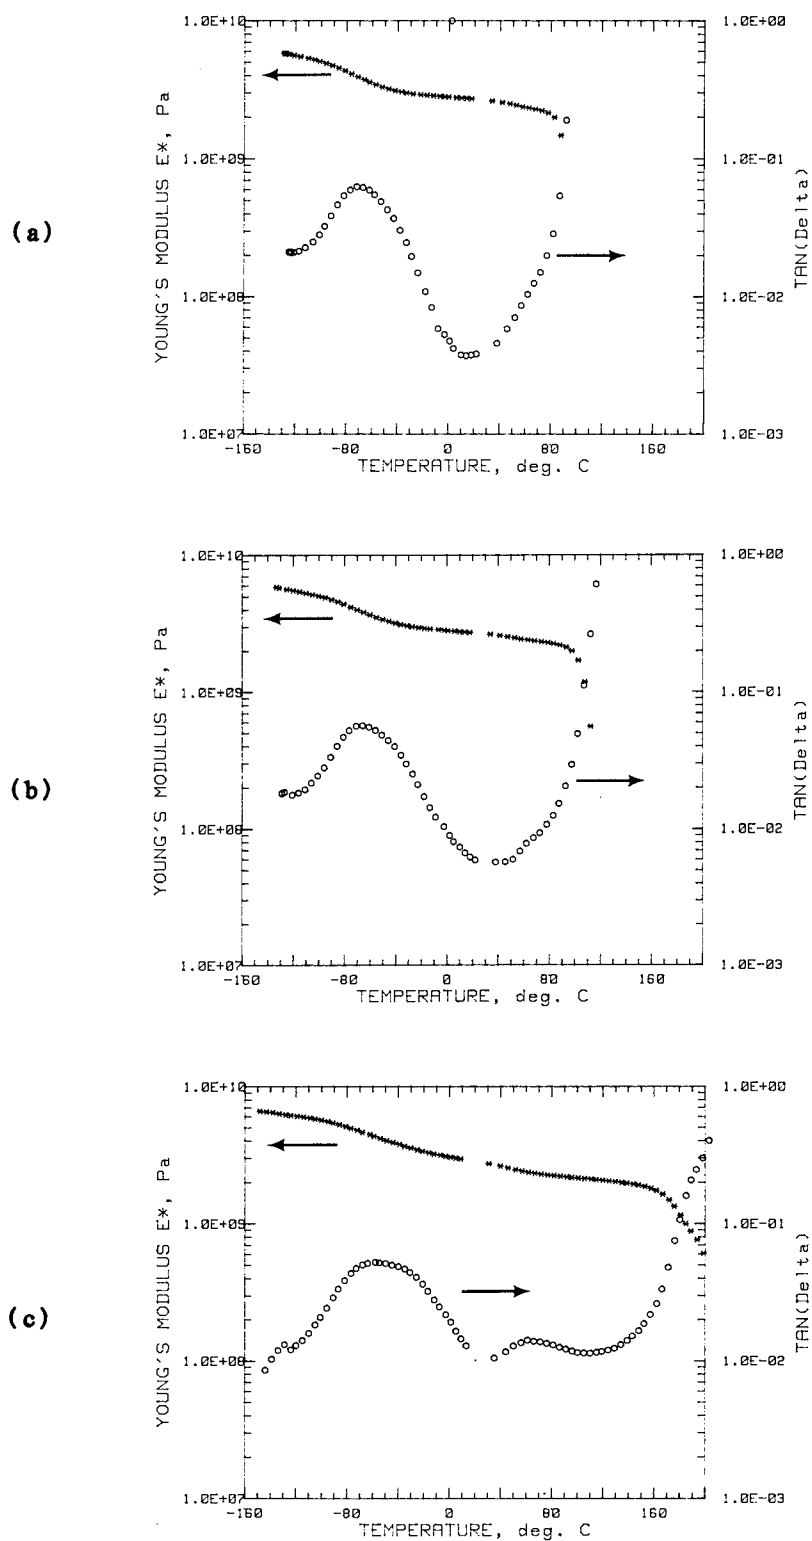 (a)
YOUNG'S MODULUS E*, Pa
1.0E+10
1.0E+09
1.0E+08
1.0E+07
1.0E+00
1.0E-01
1.0E-02
1.0E-03
TAN(Delta)
-160 -80 0 80 160
TEMPERATURE, deg. C
(b)
YOUNG'S MODULUS E*, Pa
1.0E+10
1.0E+09
1.0E+08
1.0E+07
1.0E+00
1.0E-01
1.0E-02
1.0E-03
TAN(Delta)
-160 -80 0 80 160
TEMPERATURE, deg. C
(c)
YOUNG'S MODULUS E*, Pa
1.0E+10
1.0E+09
1.0E+08
1.0E+07
1.0E+00
1.0E-01
1.0E-02
1.0E-03
TAN(Delta)
-160 -80 0 80 160
TEMPERATURE, deg. C